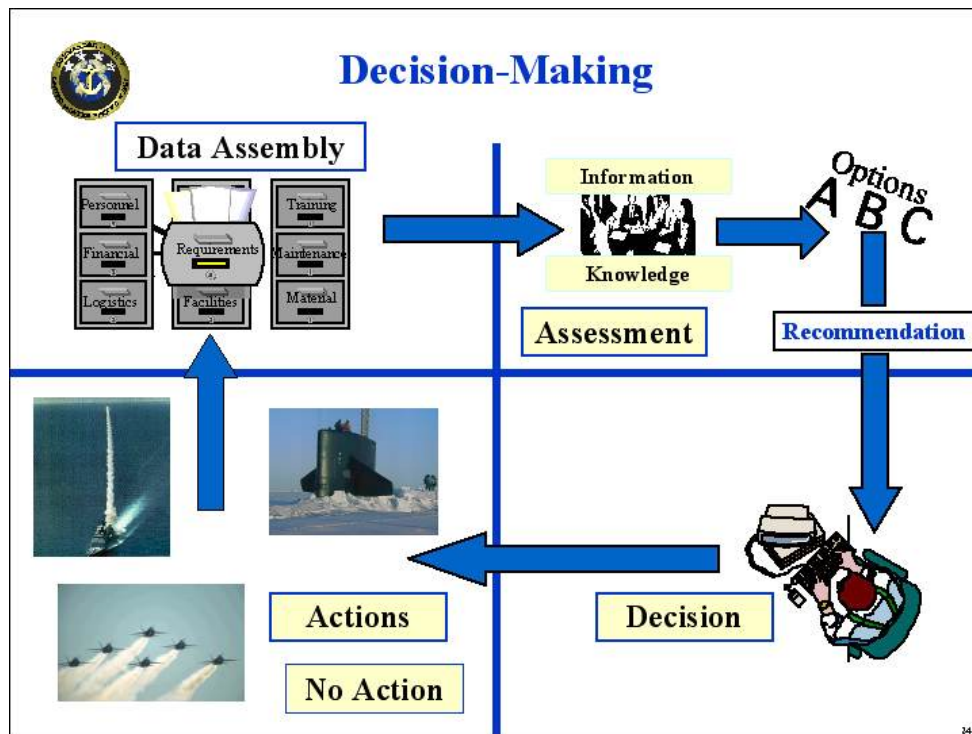 Decision-Making
Data Assembly
Personnel
Training
Requirements
Financial
Maintenance
Logistics
Facilities
Material
Information
Knowledge
Assessment
Options
A B C
Recommendation
Decision
Actions
No Action
34